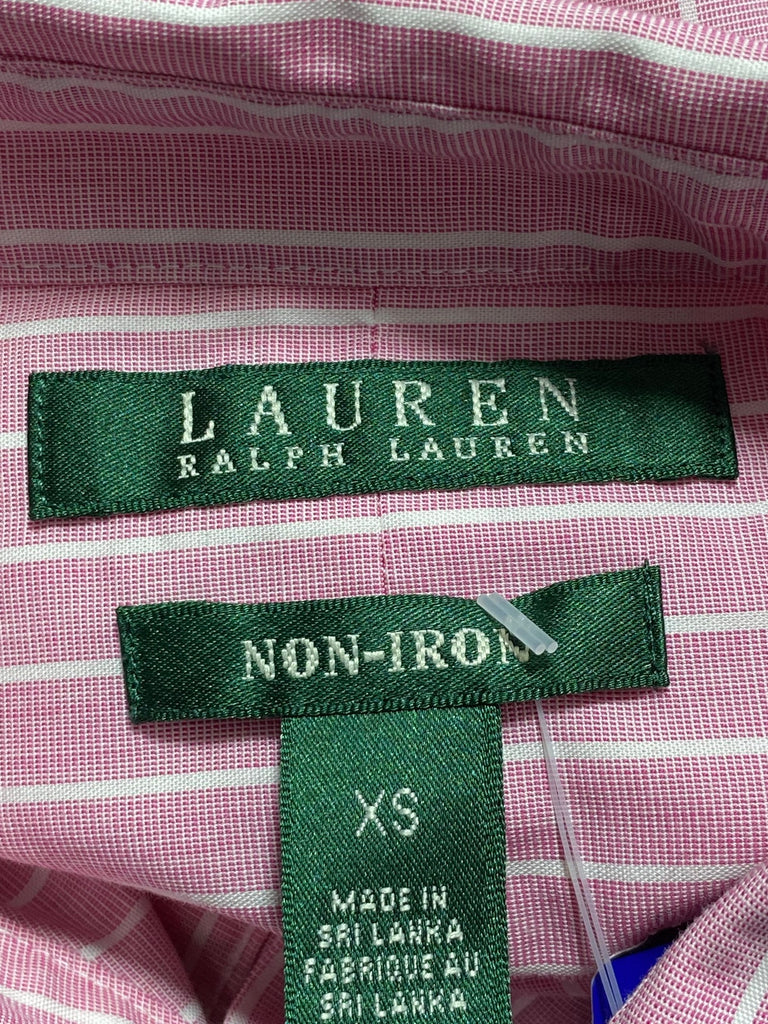 LAUREN
RALPH LAUREN
NON-IRON
XS
MADE IN
SRI LANKA
FABRIQUE AU
SRI LANKA